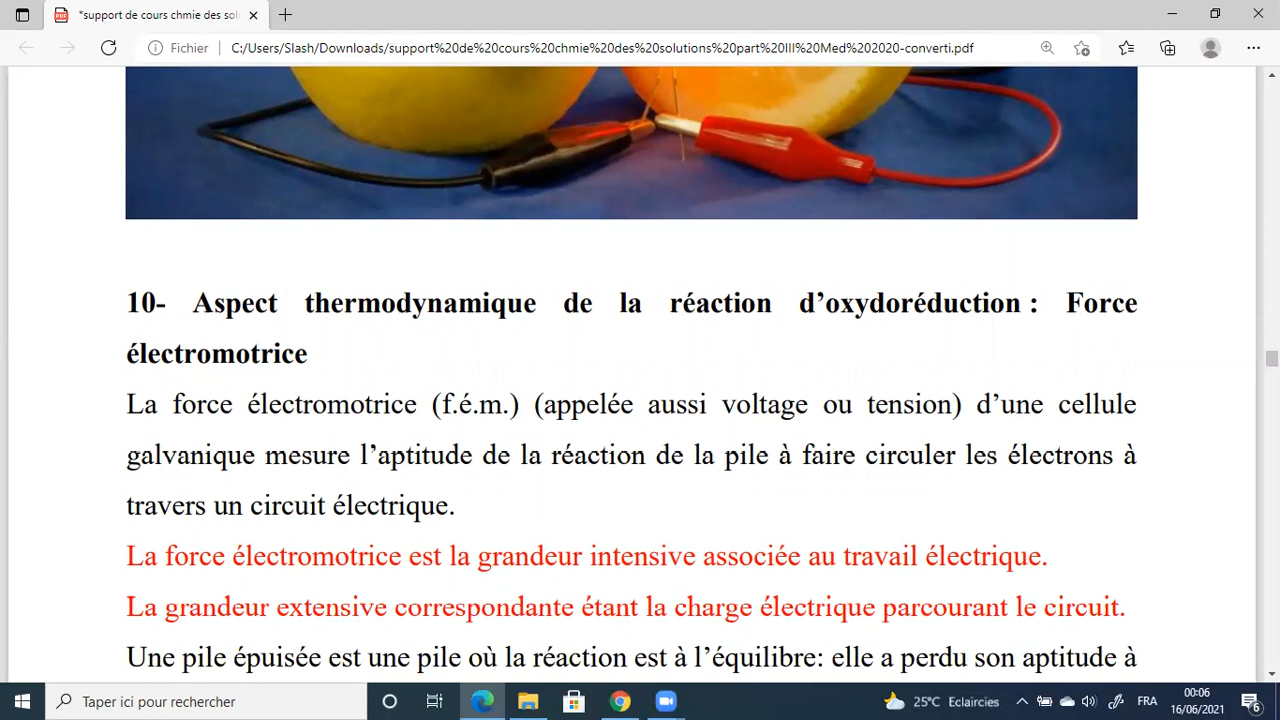 *support de cours chmie des sol
Fichier
C:/Users/Slash/Downloads/support%20de%20cours%20chmie%20des%20solutions%20part%20III%20Med%202020-converti.pdf
10- Aspect thermodynamique de la réaction d’oxydoréduction : Force
électromotrice
La force électromotrice (f.é.m.) (appelée aussi voltage ou tension) d’une cellule
galvanique mesure l’aptitude de la réaction de la pile à faire circuler les électrons à
travers un circuit électrique.
La force électromotrice est la grandeur intensive associée au travail électrique.
La grandeur extensive correspondante étant la charge électrique parcourant le circuit.
Une pile épuisée est une pile où la réaction est à l’équilibre: elle a perdu son aptitude à
Taper ici pour rechercher
25°C Eclaircies
FRA
00:06
16/06/2021
6